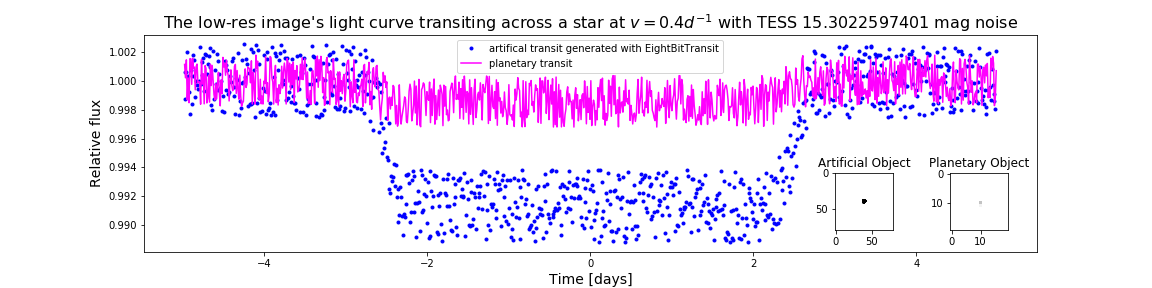 The low-res image's light curve transiting across a star at v = 0.4d⁻¹ with TESS 15.3022597401 mag noise
artifical transit generated with EightBitTransit
planetary transit
Relative flux
1.002
1.000
0.998
0.996
0.994
0.992
0.990
Artificial Object
0
50
0 50
Planetary Object
0
10
0 10
−4 −2 0 2 4
Time [days]